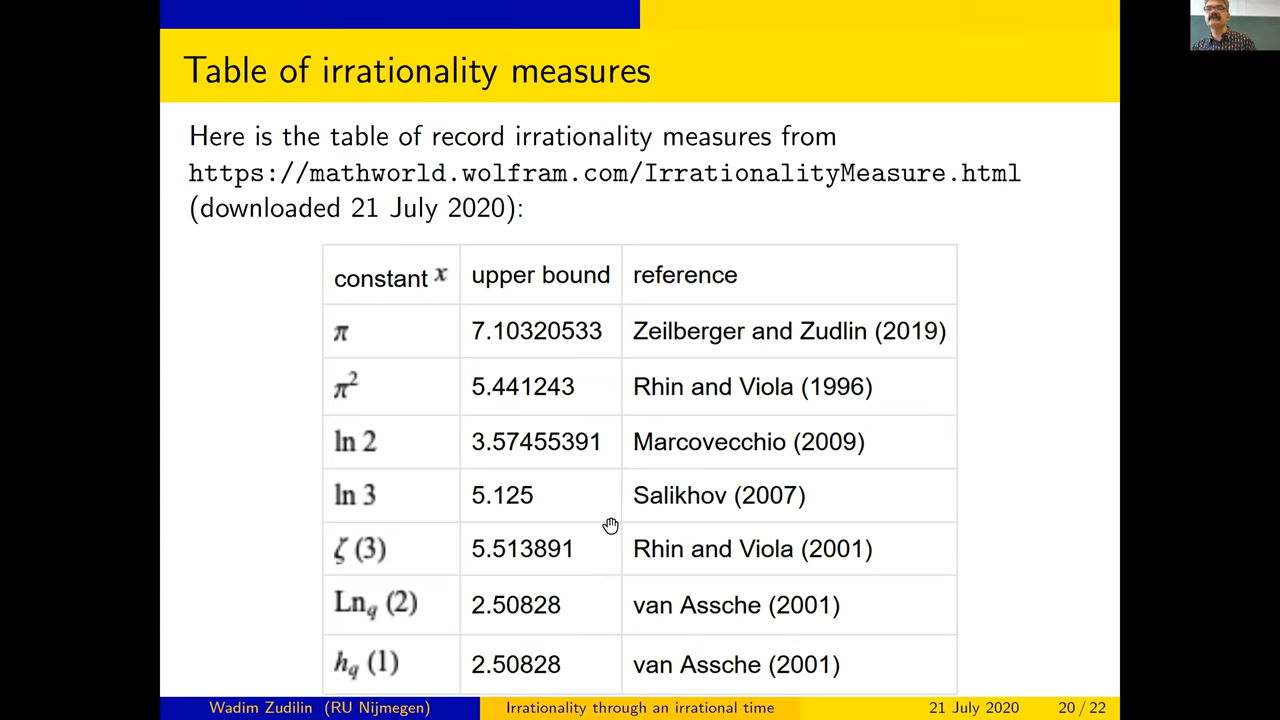 Table of irrationality measures
Here is the table of record irrationality measures from
https://mathworld.wolfram.com/IrrationalityMeasure.html
(downloaded 21 July 2020):
constant x upper bound reference
π 7.10320533 Zeilberger and Zudlin (2019)
π² 5.441243 Rhin and Viola (1996)
ln 2 3.57455391 Marcovecchio (2009)
ln 3 5.125 Salikhov (2007)
ζ (3) 5.513891 Rhin and Viola (2001)
Ln_q (2) 2.50828 van Assche (2001)
h_q (1) 2.50828 van Assche (2001)
Wadim Zudilin (RU Nijmegen) Irrationality through an irrational time 21 July 2020 20 / 22